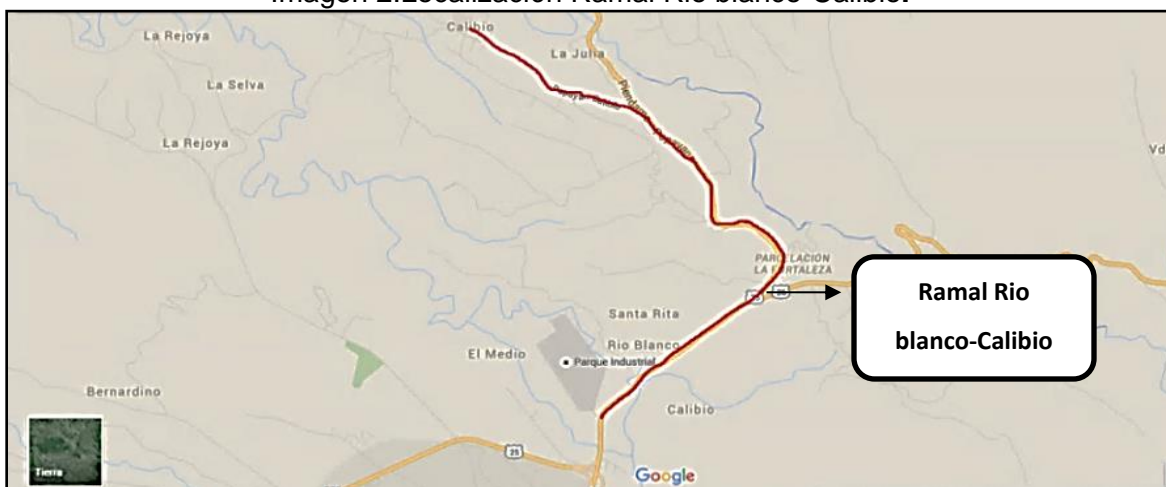 Imagen 2.Localización Ramal Rio blanco-Calibio.
La Rejoya
Calibio
La Julia
La Selva
La Rejoya
Vd
PARCELACION
LA FORTALEZA
Ramal Rio
blanco-Calibio
Santa Rita
Rio Blanco
El Medio
Parque Industrial
Bernardino
Calibio
25
Tierra
Google